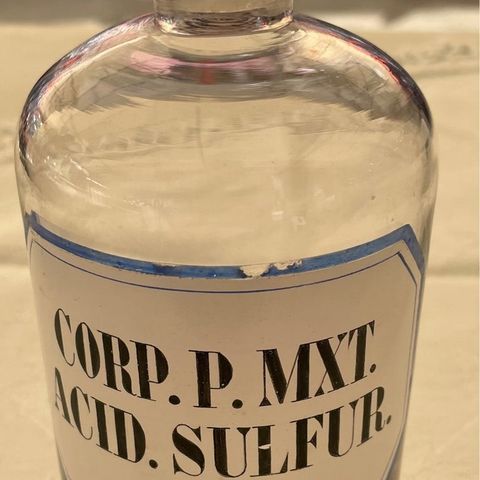 CORP. P. MXT.
ACID. SULFUR.